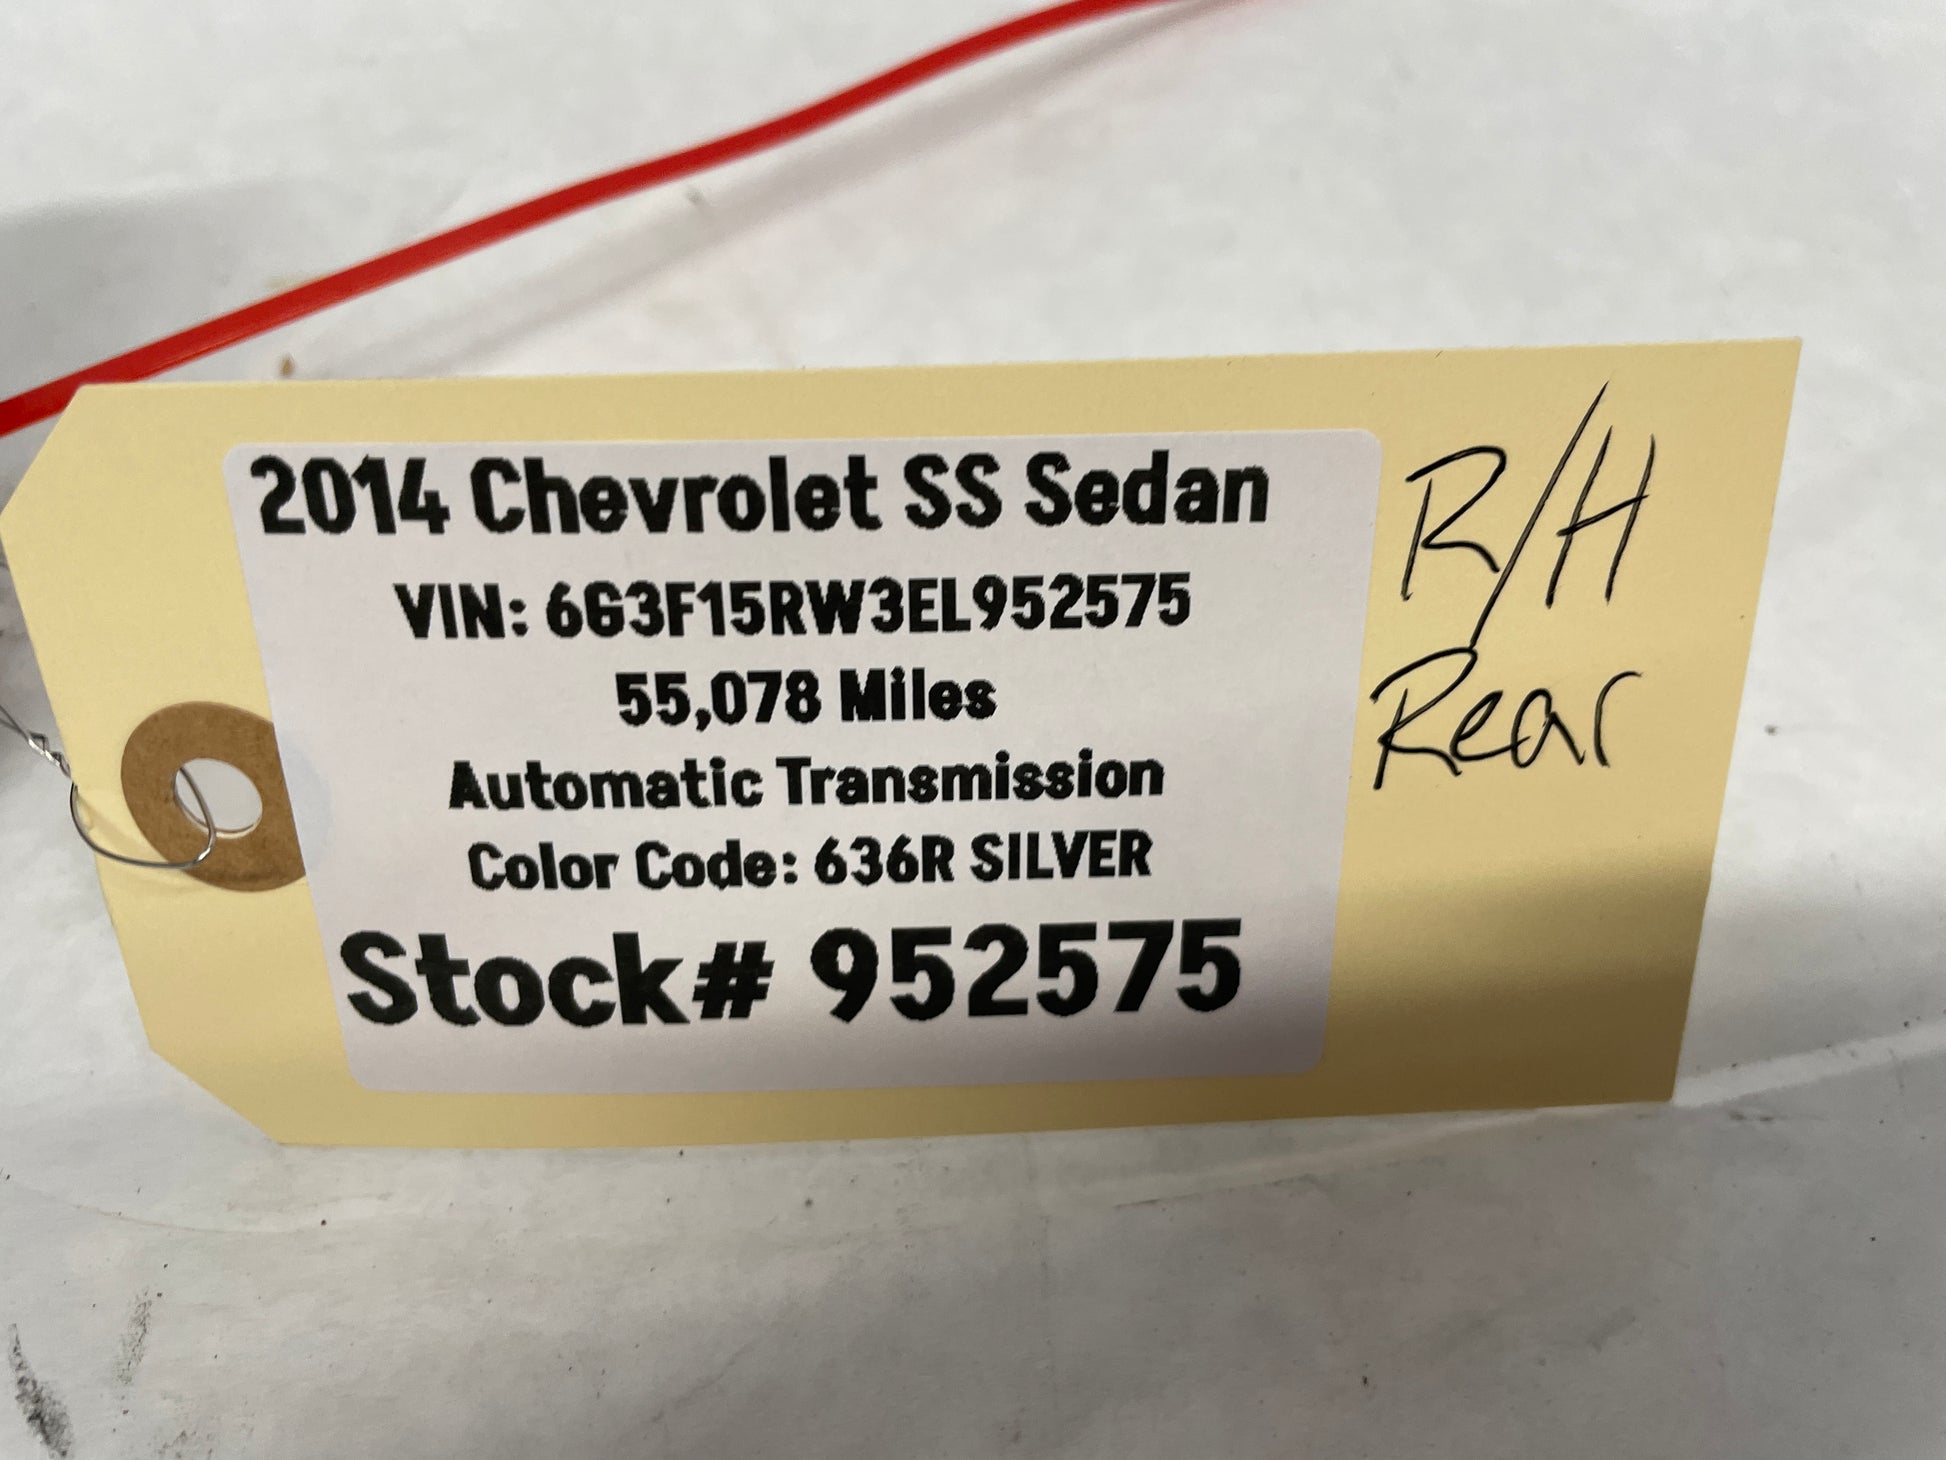 2014 Chevrolet SS Sedan
VIN: 6G3F15RW3EL952575
55,078 Miles
Automatic Transmission
Color Code: 636R SILVER
Stock# 952575
R/H
Rear